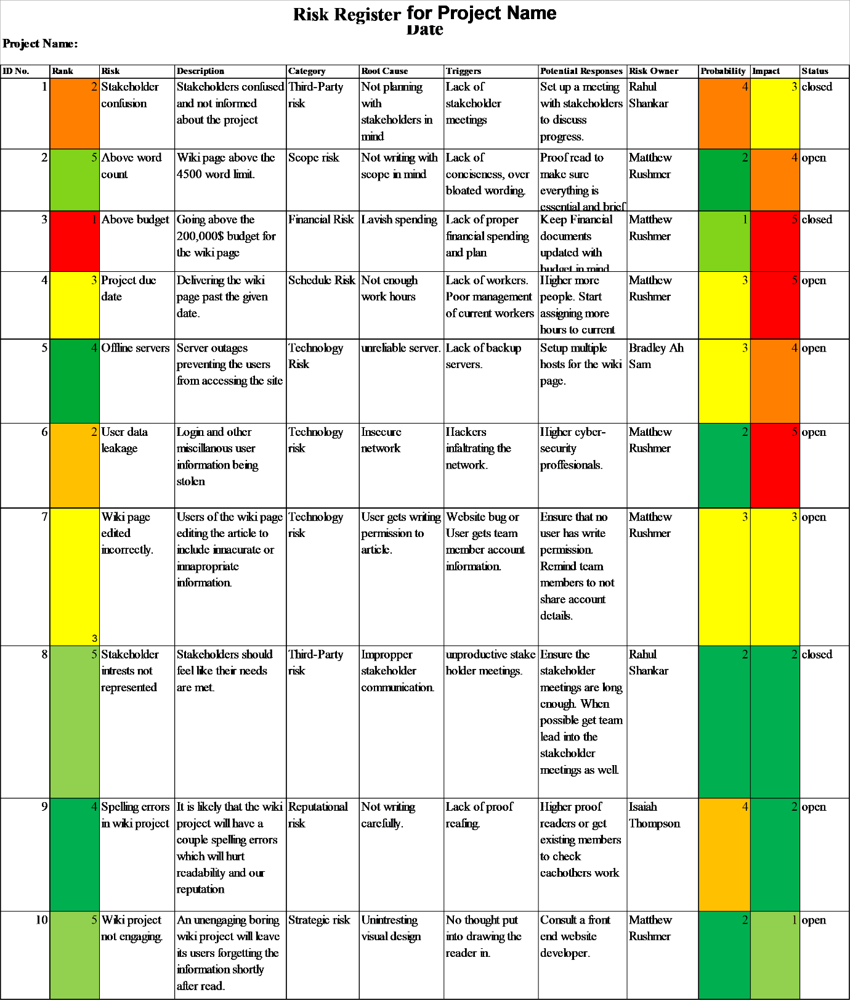 Risk Register for Project Name
Date
Project Name:
ID No. Rank Risk Description Category Root Cause Triggers Potential Responses Risk Owner Probability Impact Status
1 2 Stakeholder Stakeholders confused Third-Party Not planning Lack of Set up a meeting Rahul 4 3 closed
confusion and not informed risk with stakeholder with stakeholders Shankar
about the project stakeholders in meetings to discuss
mind progress.
2 5 Above word Wiki page above the Scope risk Not writing with Lack of Proof read to Matthew 2 4 open
count 4500 word limit. scope in mind conciseness, over make sure Rushmer
bloated wording. everything is
essential and brief
3 1 Above budget Going above the Financial Risk Lavish spending Lack of proper Keep Financial Matthew 1 5 closed
200,000$ budget for financial spending documents Rushmer
the wiki page and plan updated with
budget in mind
4 3 Project due Delivering the wiki Schedule Risk Not enough Lack of workers. Higher more Matthew 3 5 open
date page past the given work hours Poor management people. Start Rushmer
date. of current workers assigning more
hours to current
5 4 Offline servers Server outages Technology unreliable server. Lack of backup Setup multiple Bradley Ah 3 4 open
preventing the users Risk servers. hosts for the wiki Sam
from accessing the site page.
6 2 User data Login and other Technology Insecure Hackers Higher cyber- Matthew 2 5 open
leakage miscillanous user risk network infaltrating the security Rushmer
information being network. proffesionals.
stolen
7 Wiki page Users of the wiki page Technology User gets writing Website bug or Ensure that no Matthew 3 3 open
edited editing the article to risk permission to User gets team user has write Rushmer
incorrectly. include innacurate or article. member account permission.
innapropriate information. Remind team
information. members to not
share account
details.
3
8 5 Stakeholder Stakeholders should Third-Party Impropper unproductive stake Ensure the Rahul 2 2 closed
intrests not feel like their needs risk stakeholder holder meetings. stakeholder Shankar
represented are met. communication. meetings are long
enough. When
possible get team
lead into the
stakeholder
meetings as well.
9 4 Spelling errors It is likely that the wiki Reputational Not writing Lack of proof Higher proof Isaiah 4 2 open
in wiki project project will have a risk carefully. reafing. readers or get Thompson
couple spelling errors existing members
which will hurt to check
readability and our eachothers work
reputation
10 5 Wiki project An unengaging boring Strategic risk Unintresting No thought put Consult a front Matthew 2 1 open
not engaging. wiki project will leave visual design into drawing the end website Rushmer
its users forgetting the reader in. developer.
information shortly
after read.